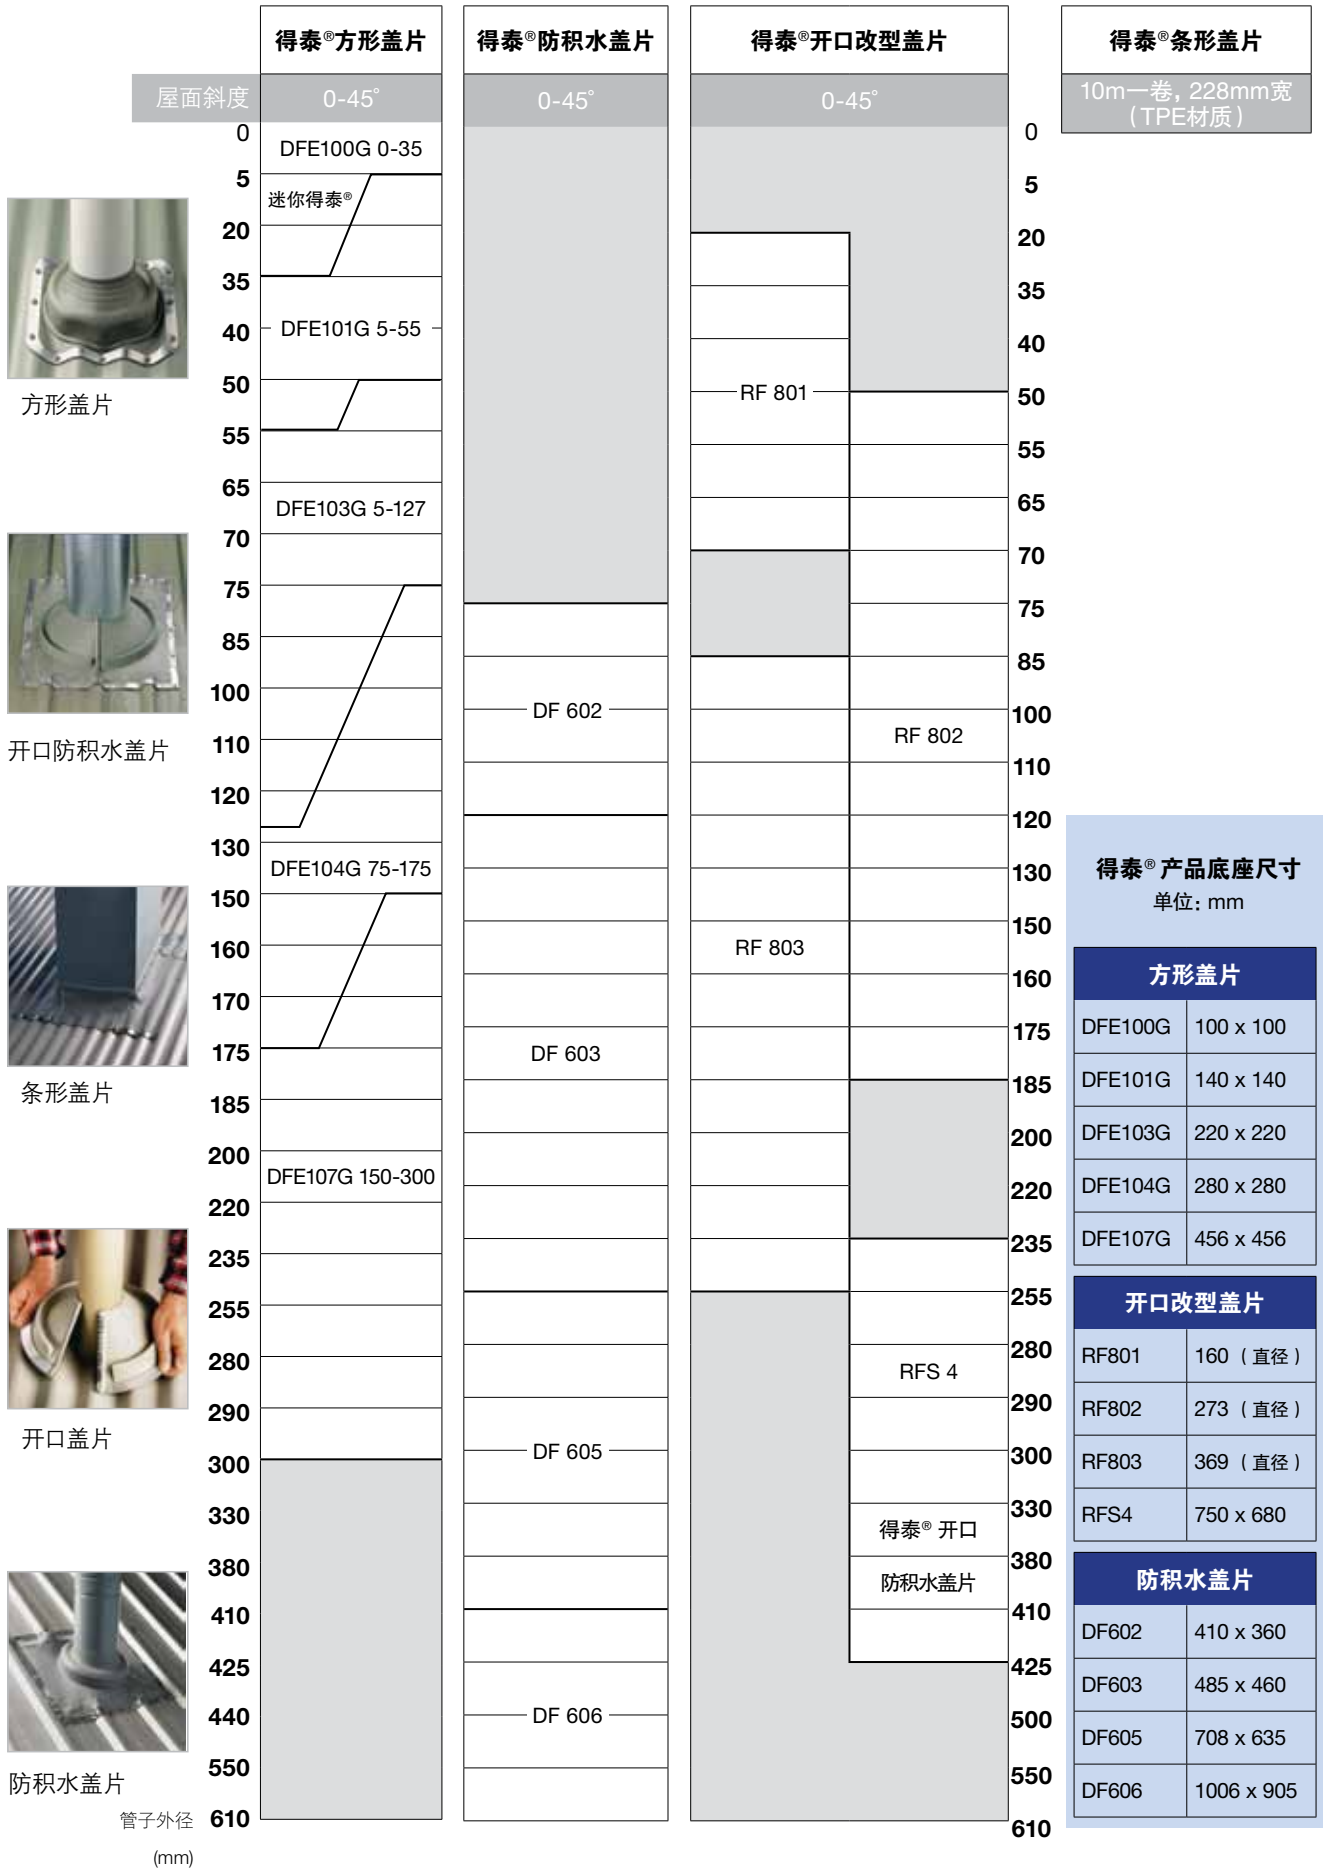 得泰®方形盖片
得泰®防积水盖片
得泰®开口改型盖片
得泰®条形盖片
屋面斜度
0-45°
0-45°
0-45°
10m一卷，228mm宽
（TPE材质）
0
5
20
35
40
50
55
65
70
75
85
100
110
120
130
150
160
170
175
185
200
220
235
255
280
290
300
330
380
410
425
440
550
610
管子外径
(mm)
方形盖片
开口防积水盖片
条形盖片
开口盖片
防积水盖片
DFE100G 0-35
迷你得泰®
DFE101G 5-55
DFE103G 5-127
DFE104G 75-175
DFE107G 150-300
DF 602
DF 603
DF 605
DF 606
RF 801
RF 802
RF 803
RFS 4
得泰® 开口
防积水盖片
0
5
20
35
40
50
55
65
70
75
85
100
110
120
130
150
160
175
185
200
220
235
255
280
290
300
330
380
410
425
500
550
610
得泰® 产品底座尺寸
单位：mm
方形盖片
DFE100G 100 x 100
DFE101G 140 x 140
DFE103G 220 x 220
DFE104G 280 x 280
DFE107G 456 x 456
开口改型盖片
RF801 160（直径）
RF802 273（直径）
RF803 369（直径）
RFS4 750 x 680
防积水盖片
DF602 410 x 360
DF603 485 x 460
DF605 708 x 635
DF606 1006 x 905